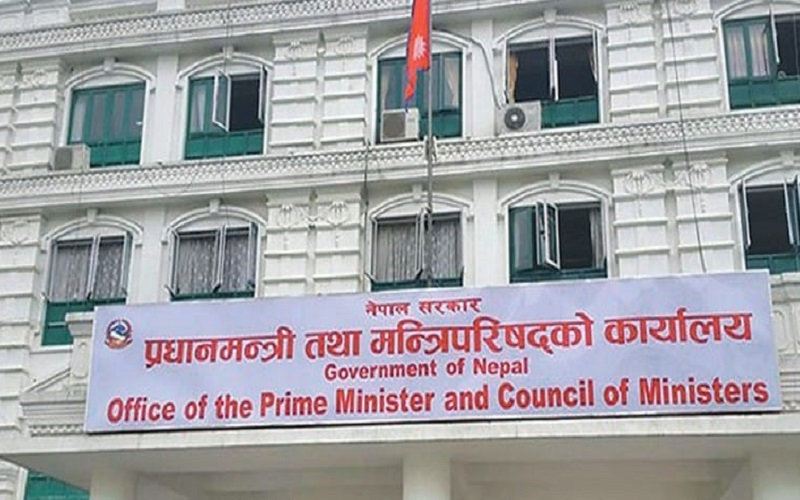 नेपाल सरकार
प्रधानमन्त्री तथा मन्त्रिपरिषद्को कार्यालय
Government of Nepal
Office of the Prime Minister and Council of Ministers